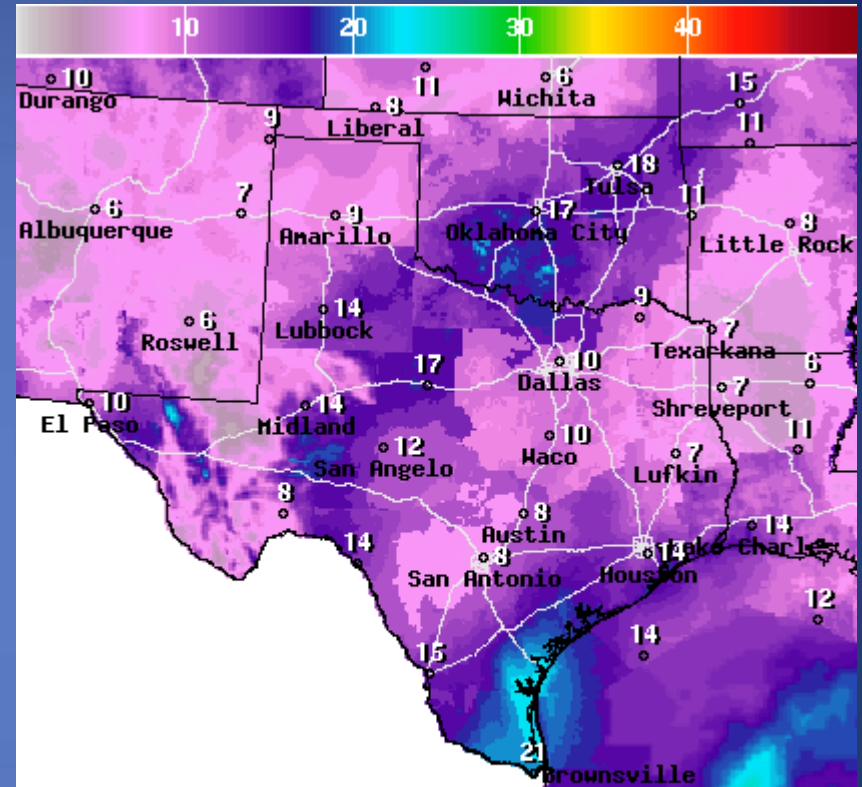 10 20 30 40
10 11 6 15
Durango Wichita
8
Liberal
9 11
18
Tulsa
6 7 9 17 11 8
Albuquerque Amarillo Oklahoma City Little Rock
6 14 9 7
Roswell Lubbock Texarkana
17 10
Dallas
7 6
Shreveport
10 14
El Paso Midland
12 10 7 11
San Angelo Waco Lufkin
8 8 14
Austin
14 8 14 Lake Charle
San Antonio Houston
12
14
15
21
Brownsville